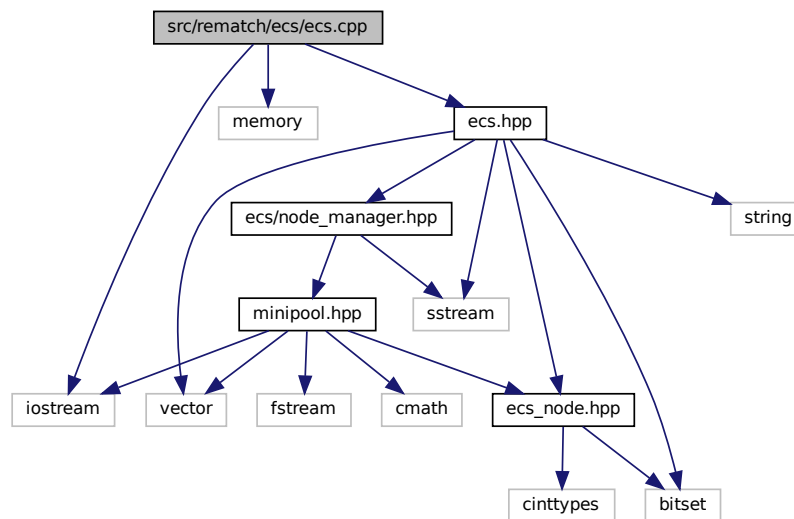 src/rematch/ecs/ecs.cpp
memory
ecs.hpp
ecs/node_manager.hpp
string
minipool.hpp
sstream
iostream
vector
fstream
cmath
ecs_node.hpp
cinttypes
bitset